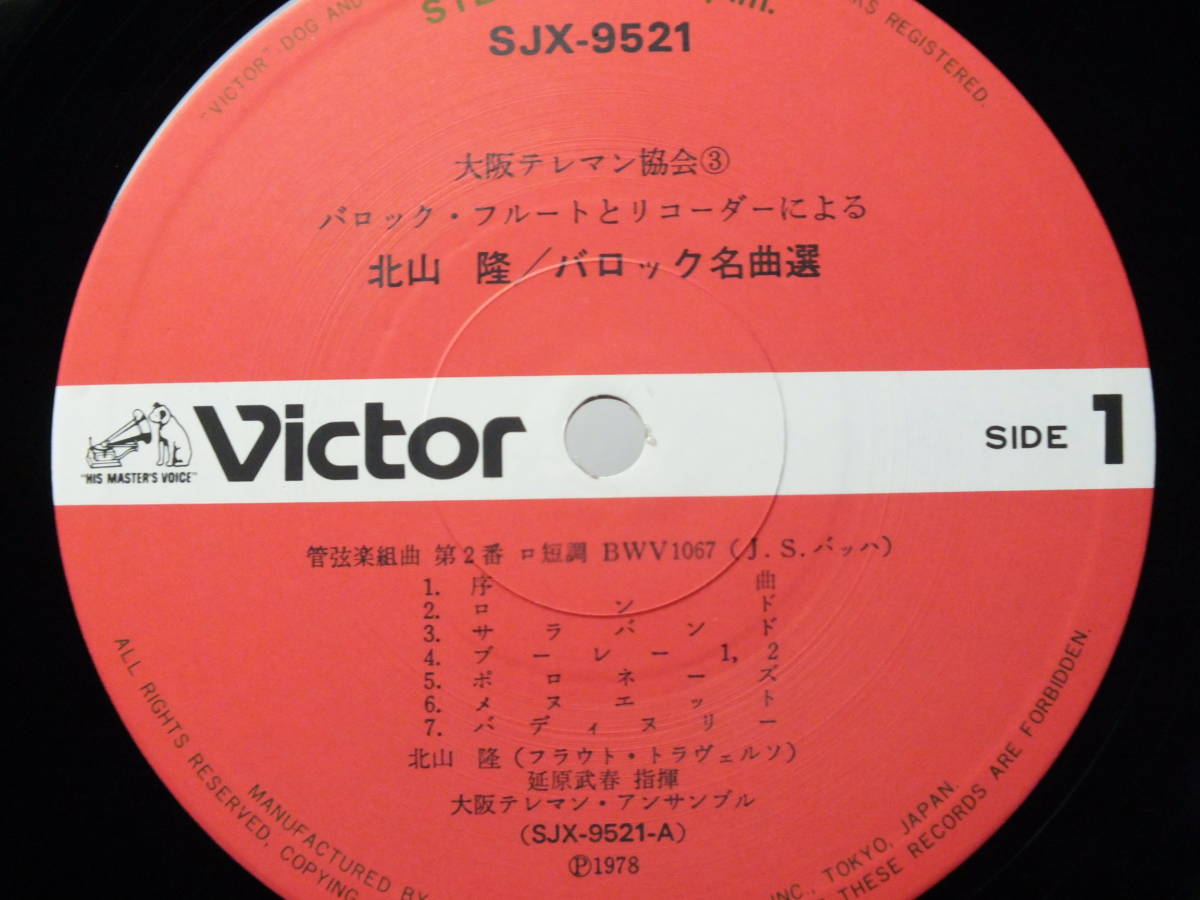 "VICTOR"-DOG AND
REGISTERED.
SJX-9521
大阪テレマン協会③
バロック・フルートとリコーダーによる
北山 隆／バロック名曲選
"HIS MASTER'S VOICE"
Victor
SIDE 1
管弦楽組曲 第2番 ロ短調 BWV1067（J.S.バッハ）
1. 序曲
2. ロンド
3. サラバンド
4. ブーレー 1, 2
5. ポロネーズ
6. メヌエット
7. バディヌリー
北山 隆（フラウト・トラヴェルソ）
延原武春 指揮
大阪テレマン・アンサンブル
(SJX-9521-A)
Ⓟ1978
ALL RIGHTS RESERVED, COPYING
THESE RECORDS ARE FORBIDDEN.
MANUFACTURED BY
INC., TOKYO, JAPAN.